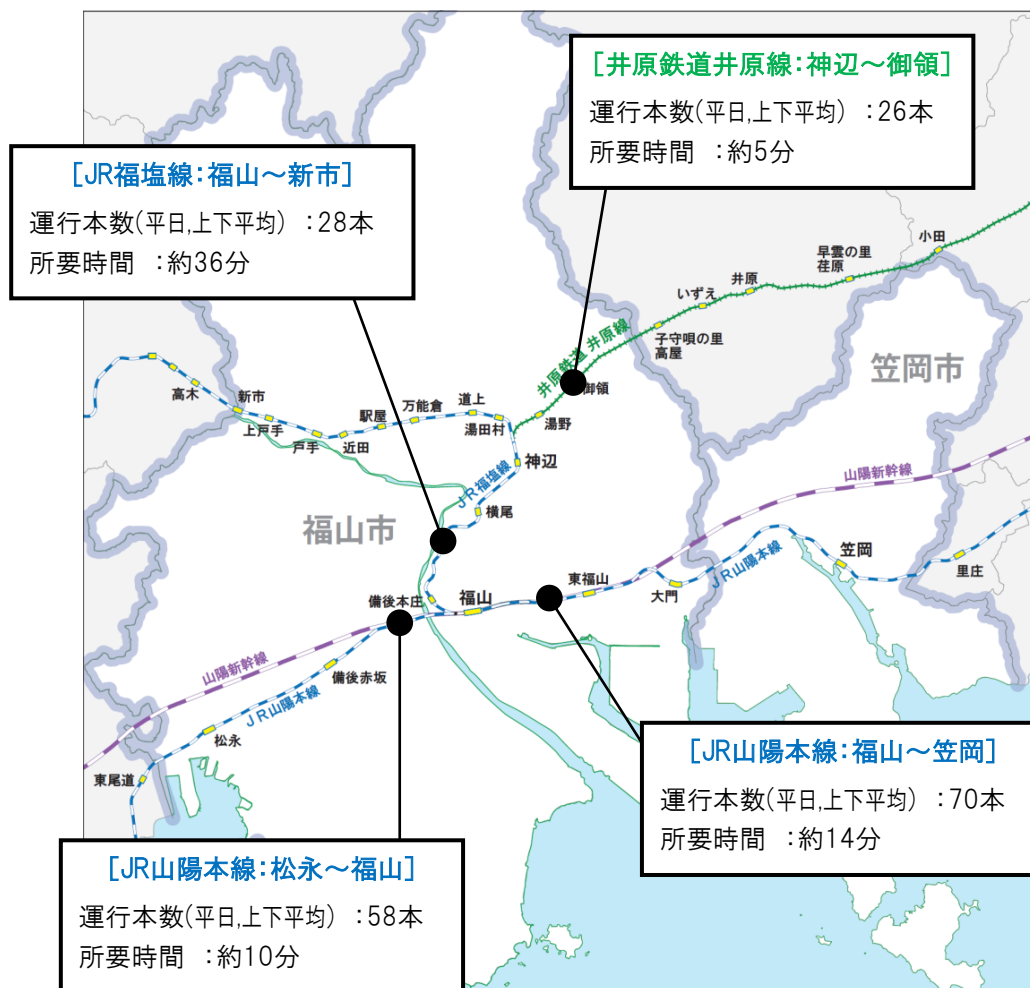 [井原鉄道井原線:神辺～御領]
運行本数(平日,上下平均) :26本
所要時間 :約5分
[JR福塩線:福山～新市]
運行本数(平日,上下平均) :28本
所要時間 :約36分
小田
早雲の里
荏原
井原
いずえ
子守唄の里
高屋
井原鉄道 井原線
御領
笠岡市
高木
新市
上戸手
戸手
近田
駅屋
万能倉
道上
湯田村
湯野
神辺
JR福塩線
横尾
福山市
山陽新幹線
笠岡
里庄
JR山陽本線
大門
東福山
福山
備後本庄
備後赤坂
山陽新幹線
JR山陽本線
松永
東尾道
[JR山陽本線:福山～笠岡]
運行本数(平日,上下平均) :70本
所要時間 :約14分
[JR山陽本線:松永～福山]
運行本数(平日,上下平均) :58本
所要時間 :約10分